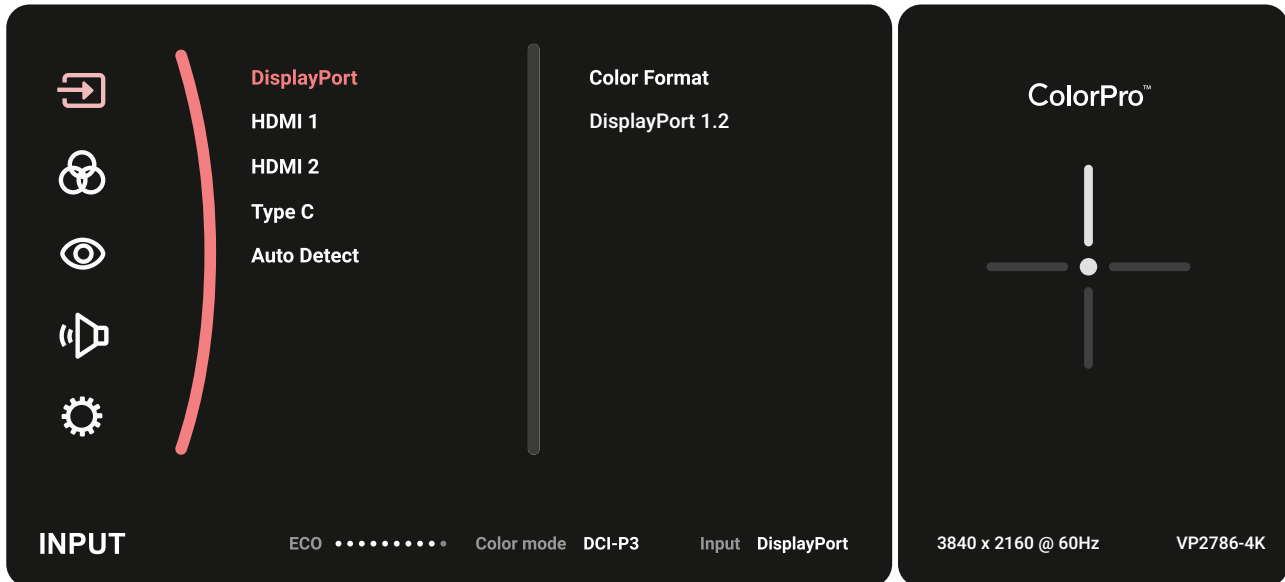 DisplayPort
HDMI 1
HDMI 2
Type C
Auto Detect
Color Format
DisplayPort 1.2
INPUT
ECO
Color mode DCI-P3
Input DisplayPort
ColorPro™
3840 x 2160 @ 60Hz
VP2786-4K